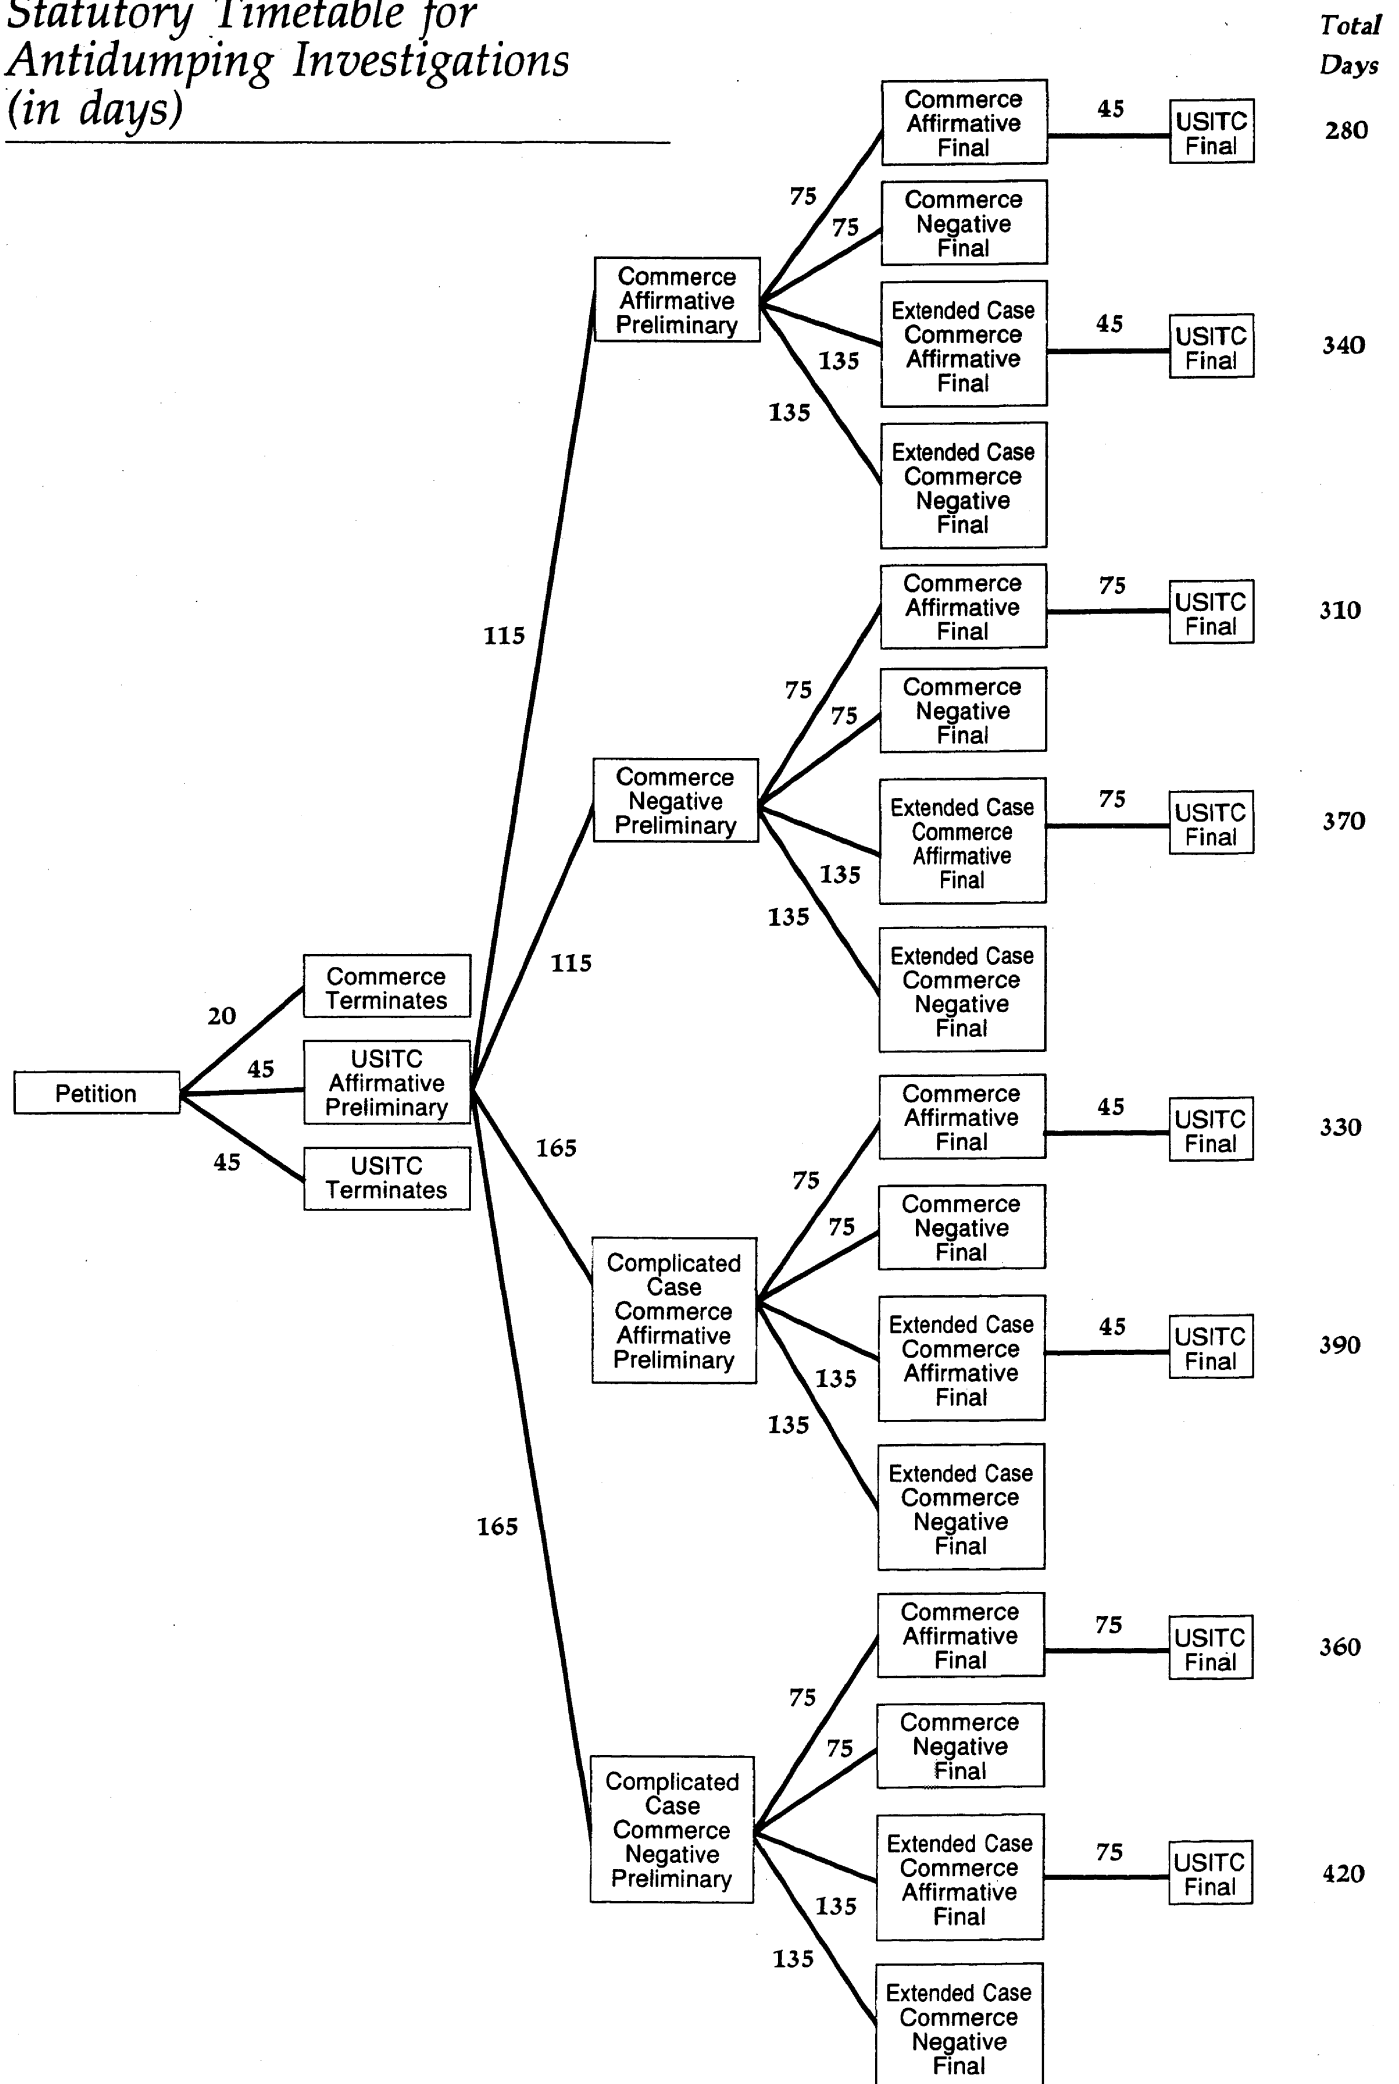 Statutory Timetable for
Antidumping Investigations
(in days)
Total
Days
Commerce
Affirmative
Final
45
USITC
Final
280
75
75
Commerce
Negative
Final
Commerce
Affirmative
Preliminary
Extended Case
Commerce
Affirmative
Final
45
USITC
Final
340
135
135
Extended Case
Commerce
Negative
Final
115
Commerce
Affirmative
Final
75
USITC
Final
310
75
75
Commerce
Negative
Final
Commerce
Negative
Preliminary
Extended Case
Commerce
Affirmative
Final
75
USITC
Final
370
135
135
Extended Case
Commerce
Negative
Final
115
Commerce
Terminates
20
Petition
45
USITC
Affirmative
Preliminary
45
USITC
Terminates
165
Commerce
Affirmative
Final
45
USITC
Final
330
75
75
Commerce
Negative
Final
Complicated
Case
Commerce
Affirmative
Preliminary
Extended Case
Commerce
Affirmative
Final
45
USITC
Final
390
135
135
Extended Case
Commerce
Negative
Final
165
Commerce
Affirmative
Final
75
USITC
Final
360
75
75
Commerce
Negative
Final
Complicated
Case
Commerce
Negative
Preliminary
Extended Case
Commerce
Affirmative
Final
75
USITC
Final
420
135
135
Extended Case
Commerce
Negative
Final